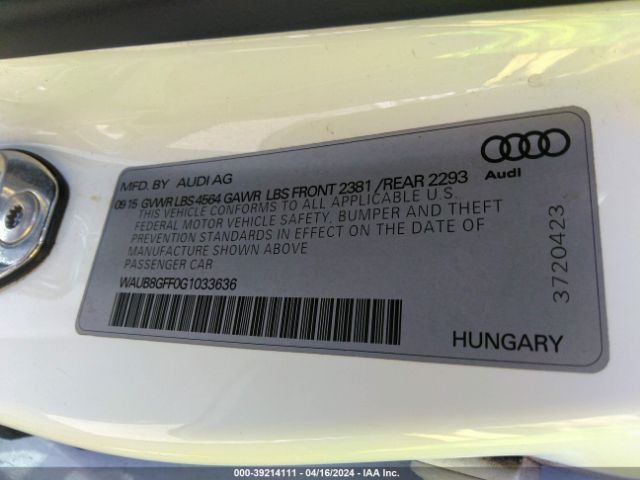 MFD. BY AUDI AG
09 15 GVWR LBS 4564 GAWR LBS FRONT 2381 /REAR 2293
THIS VEHICLE CONFORMS TO ALL APPLICABLE U.S.
FEDERAL MOTOR VEHICLE SAFETY, BUMPER AND THEFT
PREVENTION STANDARDS IN EFFECT ON THE DATE OF
MANUFACTURE SHOWN ABOVE
PASSENGER CAR
WAUB8GFF0G1033636
Audi
3720423
HUNGARY
000-39214111 - 04/16/2024 - IAA Inc.